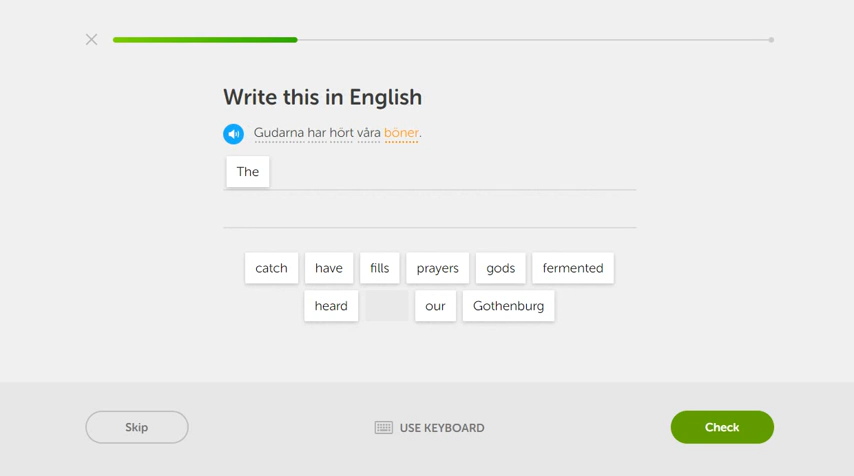 Write this in English
Gudarna har hört våra böner.
The
catch have fills prayers gods fermented
heard our Gothenburg
Skip USE KEYBOARD Check